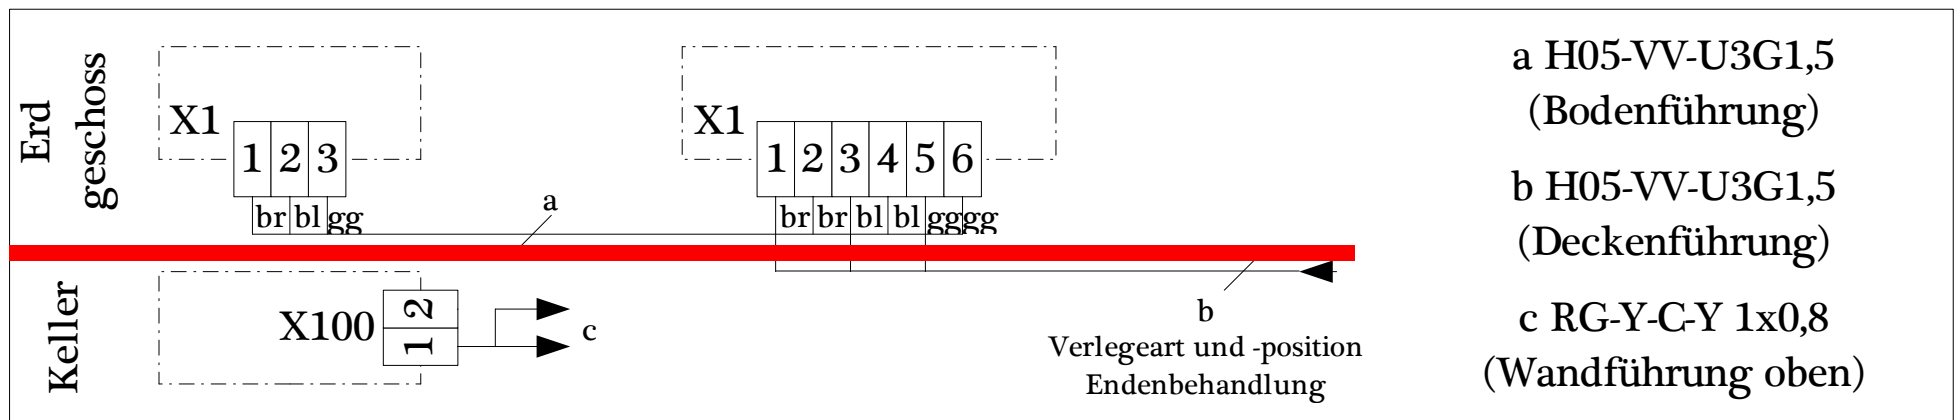 Erd
geschoss
X1
1 2 3
br bl gg
a
X1
1 2 3 4 5 6
br br bl bl gg gg
Keller
X100
2
1
c
b
Verlegeart und -position
Endenbehandlung
a H05-VV-U3G1,5
(Bodenführung)
b H05-VV-U3G1,5
(Deckenführung)
c RG-Y-C-Y 1x0,8
(Wandführung oben)